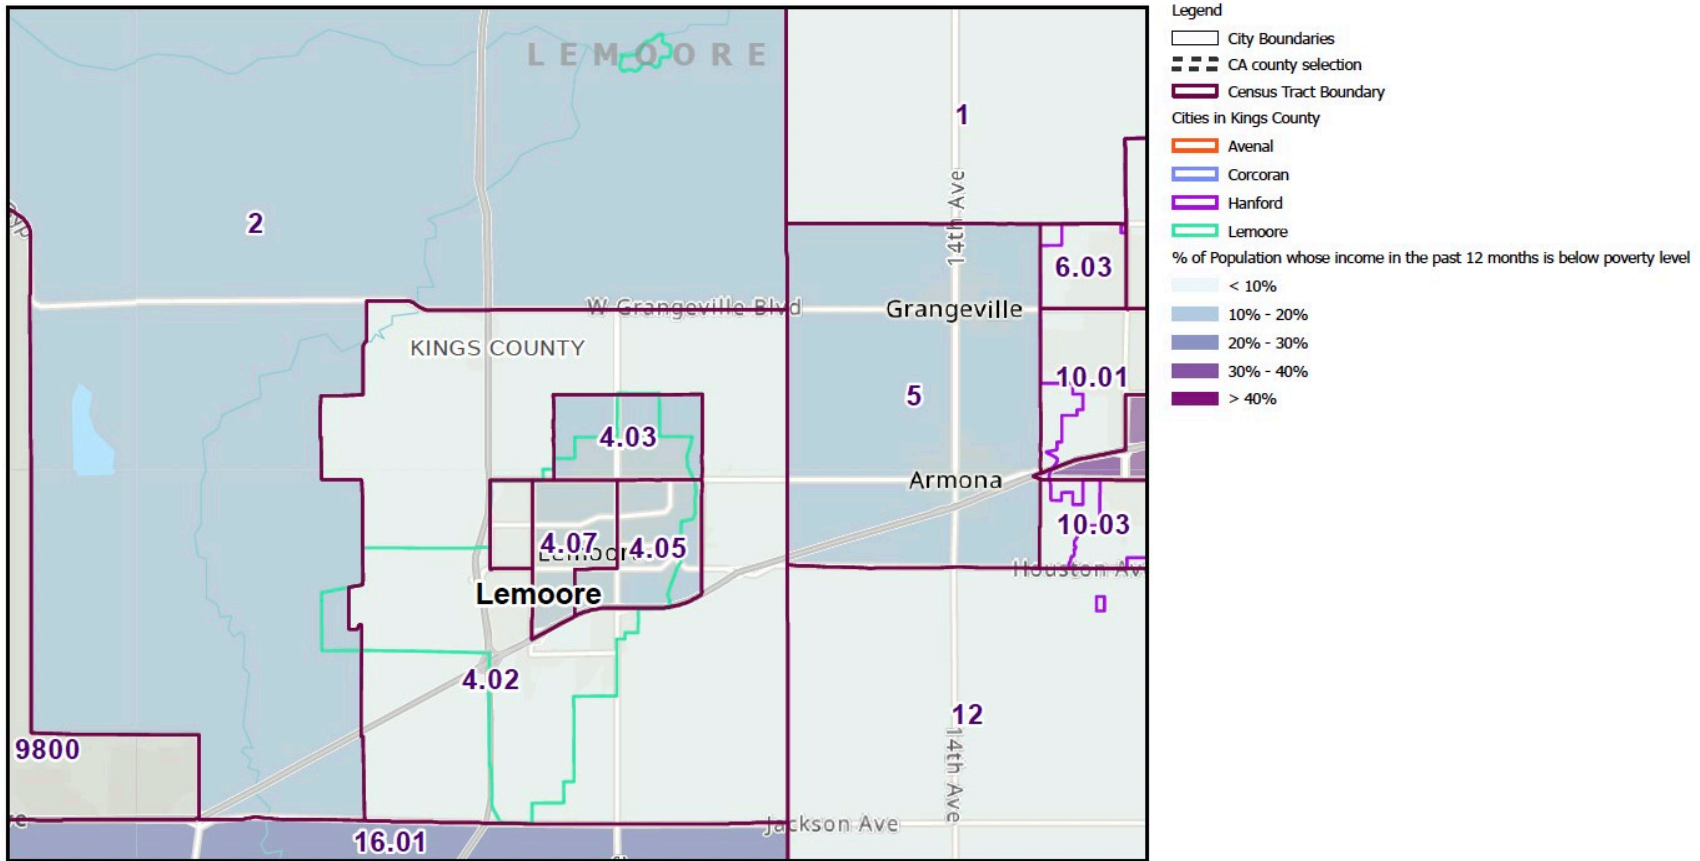 LEMOORE
1
14th Ave
2
6.03
W Grangeville Blvd
Grangeville
KINGS COUNTY
10.01
5
4.03
Armona
10.03
4.07
4.05
Lemoore
Houston Av
Lemoore
4.02
12
9800
14th Ave
Jackson Ave
16.01
Legend
City Boundaries
CA county selection
Census Tract Boundary
Cities in Kings County
Avenal
Corcoran
Hanford
Lemoore
% of Population whose income in the past 12 months is below poverty level
< 10%
10% - 20%
20% - 30%
30% - 40%
> 40%